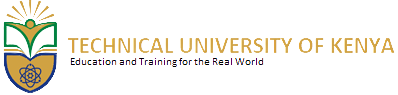 TECHNICAL UNIVERSITY OF KENYA
Education and Training for the Real World